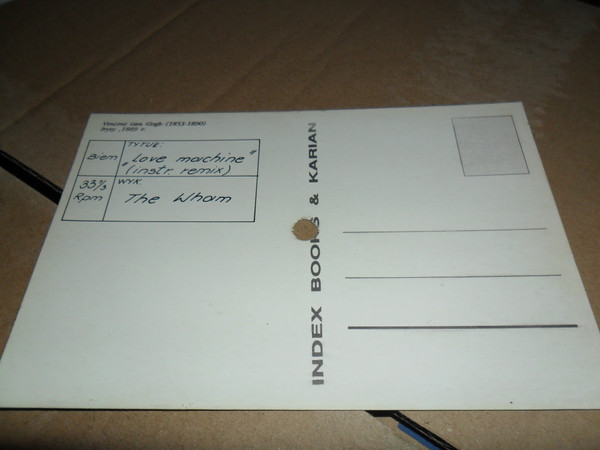 Vincent van Gogh (1853-1890)
Irysy ,1889 r.
Biem
TYTUŁ:
"Love machine"
(instr. remix)
33⅓
Rpm
WYK.
The Wham
INDEX BOOKS & KARIAN